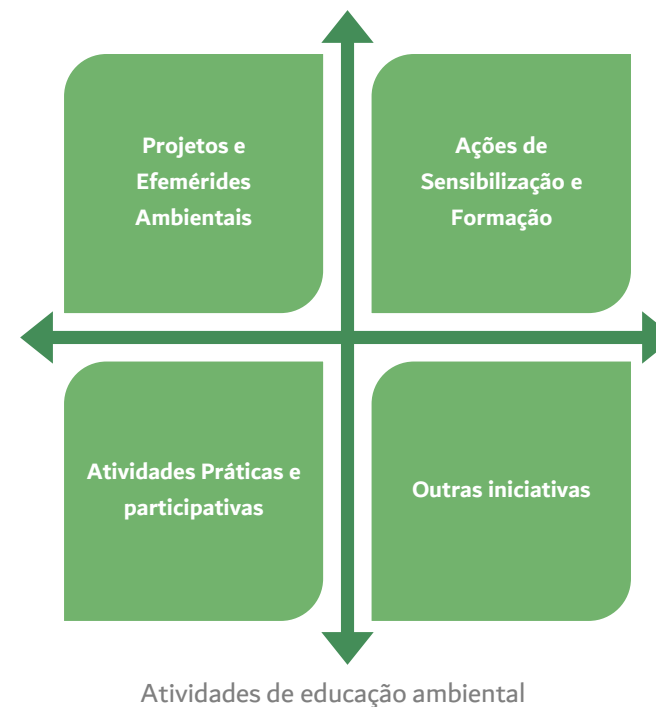 Projetos e
Efemérides
Ambientais
Ações de
Sensibilização e
Formação
Atividades Práticas e
participativas
Outras iniciativas
Atividades de educação ambiental